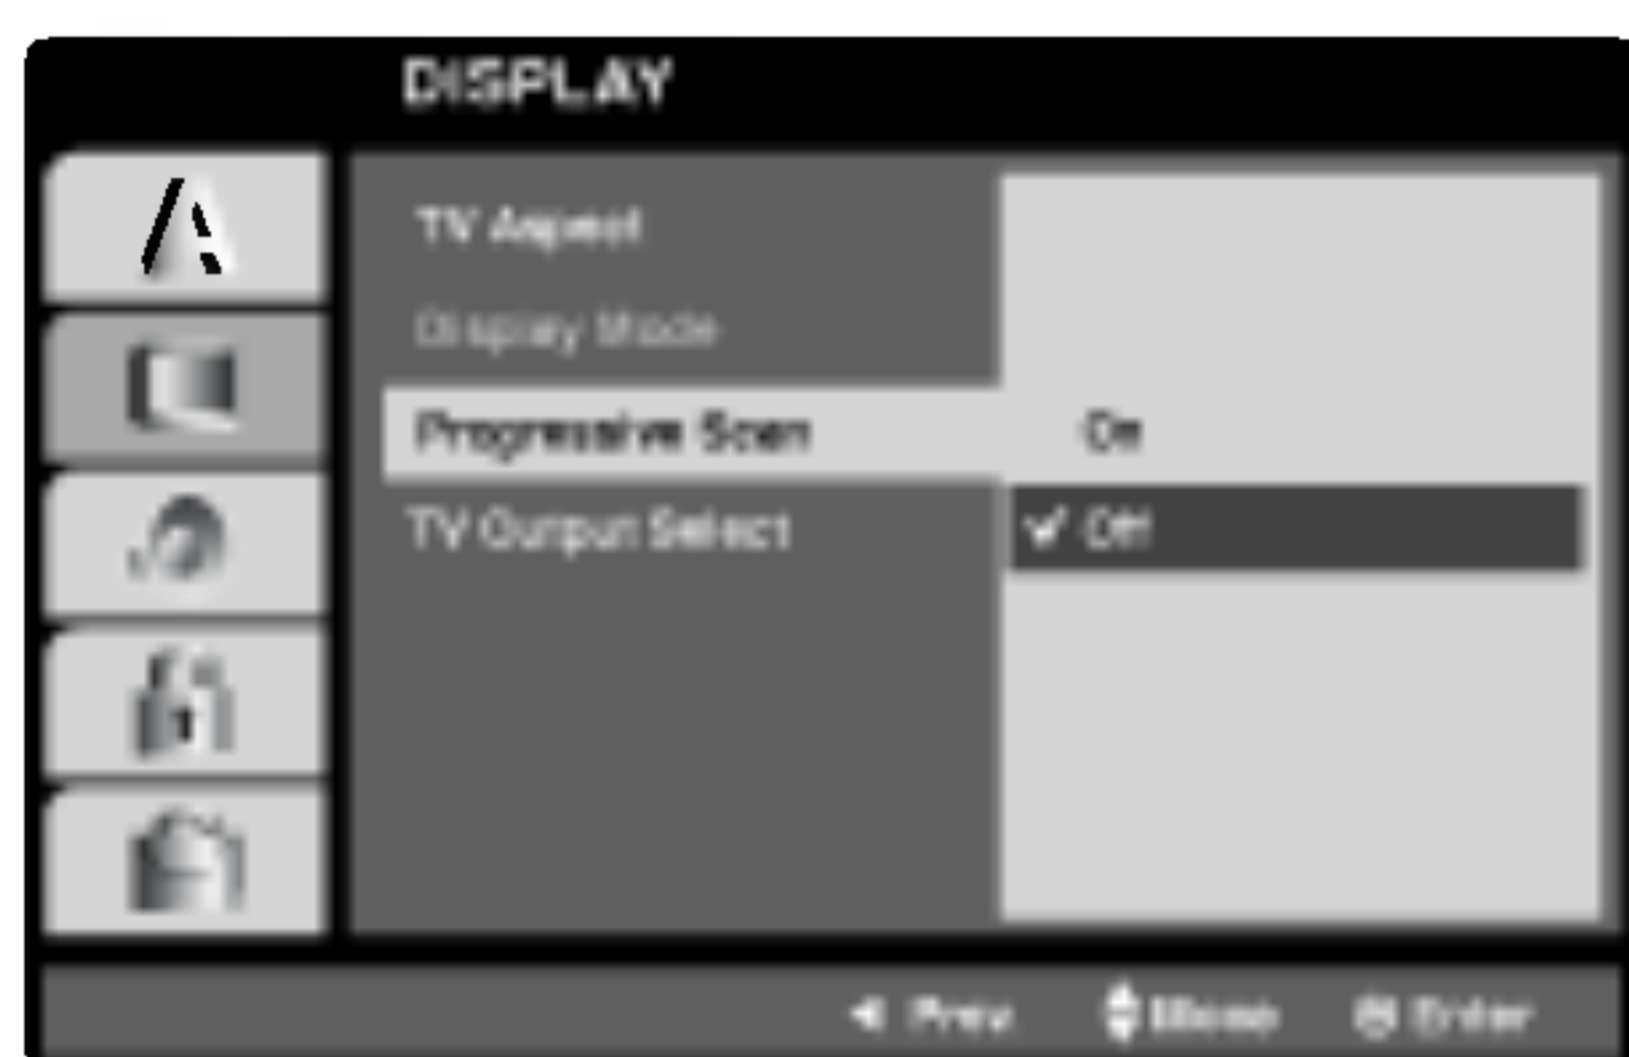 DISPLAY
TV Aspect
Display Mode
Progressive Scan
On
TV Output Select
Off
Prev.
Move
Enter